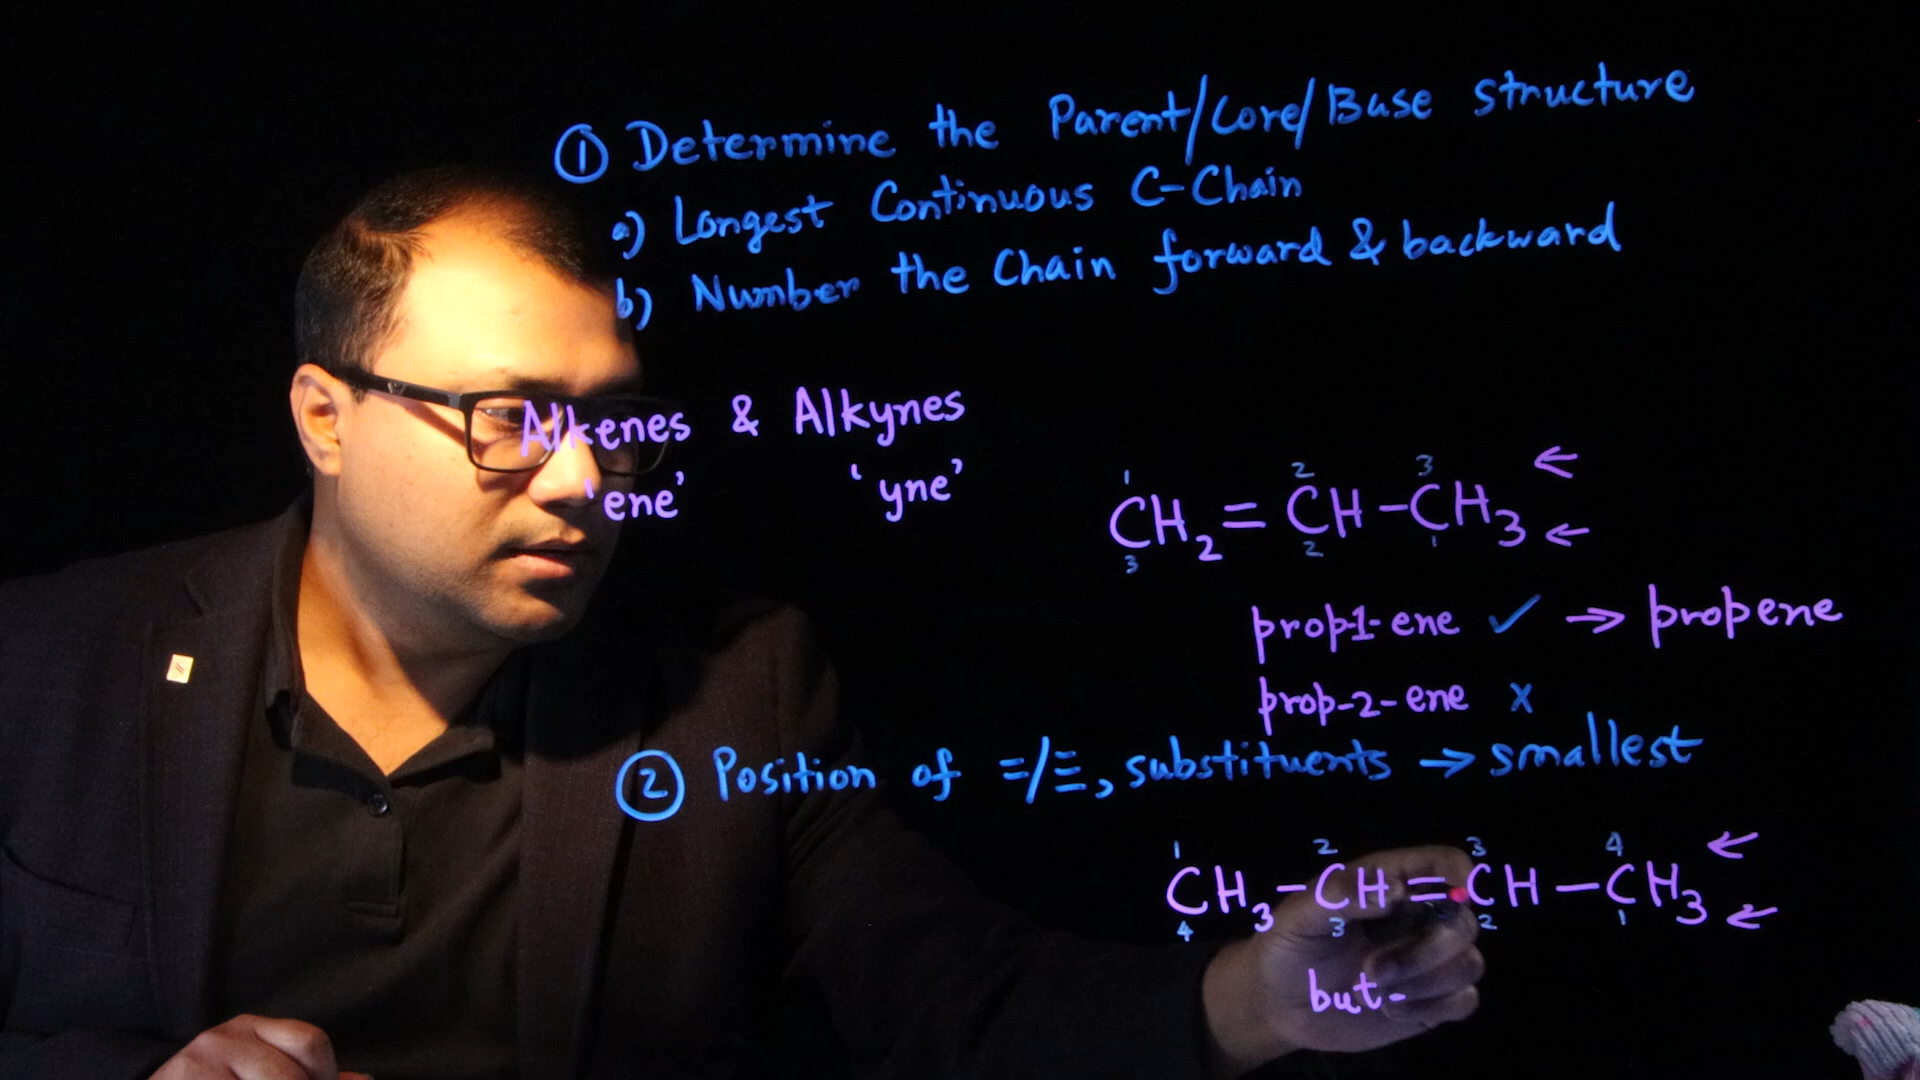 ① Determine the Parent/Core/Base structure
a) Longest Continuous C-Chain
b) Number the Chain forward & backward
Alkenes & Alkynes
'ene' 'yne'
1 2 3 ←
CH₂ = CH - CH₃ ←
3 2 1
prop-1-ene ✓ → propene
prop-2-ene x
② Position of =/≡, substituents → smallest
1 2 3 4 ←
CH₃ - CH = CH - CH₃ ←
4 3 2 1
but-